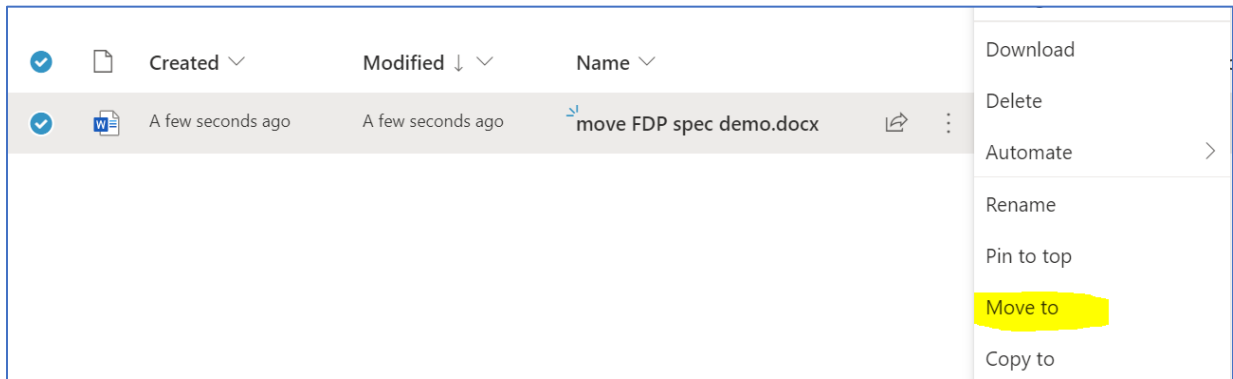 Created
Modified ↓
Name
A few seconds ago
A few seconds ago
move FDP spec demo.docx
Download
Delete
Automate
Rename
Pin to top
Move to
Copy to